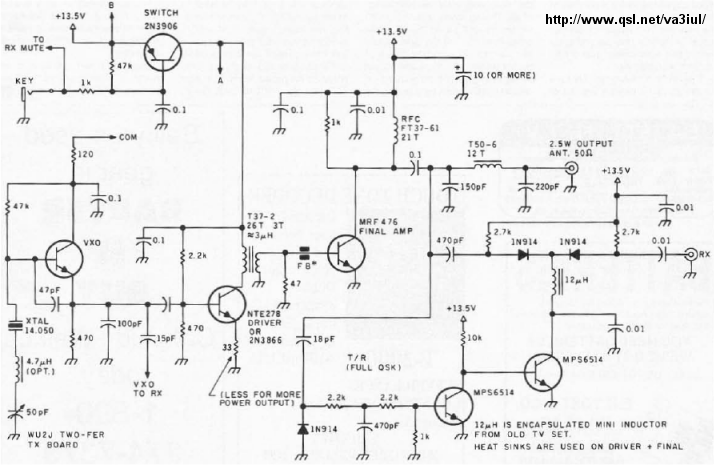 http://www.qsl.net/va3iul/
+13.5V
B
SWITCH
2N3906
TO
RX MUTE
47k
KEY
1k
0.1
A
COM
120
0.1
47k
VXO
47pF
XTAL
14.050
470
100pF
15pF
4.7µH
(OPT.)
50pF
VXO
TO RX
WU2J TWO-FER
TX BOARD
0.1
2.2k
470
T37-2
26T 3T
≈3µH
NTE278
DRIVER
OR
2N3866
33
(LESS FOR MORE
POWER OUTPUT)
FB*
47
+13.5V
10 (OR MORE)
0.1
1k
0.01
RFC
FT37-61
21T
0.1
MRF476
FINAL AMP
T50-6
12T
2.5W OUTPUT
ANT. 50Ω
150pF
220pF
+13.5V
0.01
470pF
2.7k
1N914
1N914
2.7k
0.01
RX
12µH
0.01
+13.5V
10k
18pF
T/R
(FULL QSK)
MPS6514
MPS6514
2.2k
2.2k
1N914
470pF
1k
12µH IS ENCAPSULATED MINI INDUCTOR
FROM OLD TV SET.
HEAT SINKS ARE USED ON DRIVER + FINAL